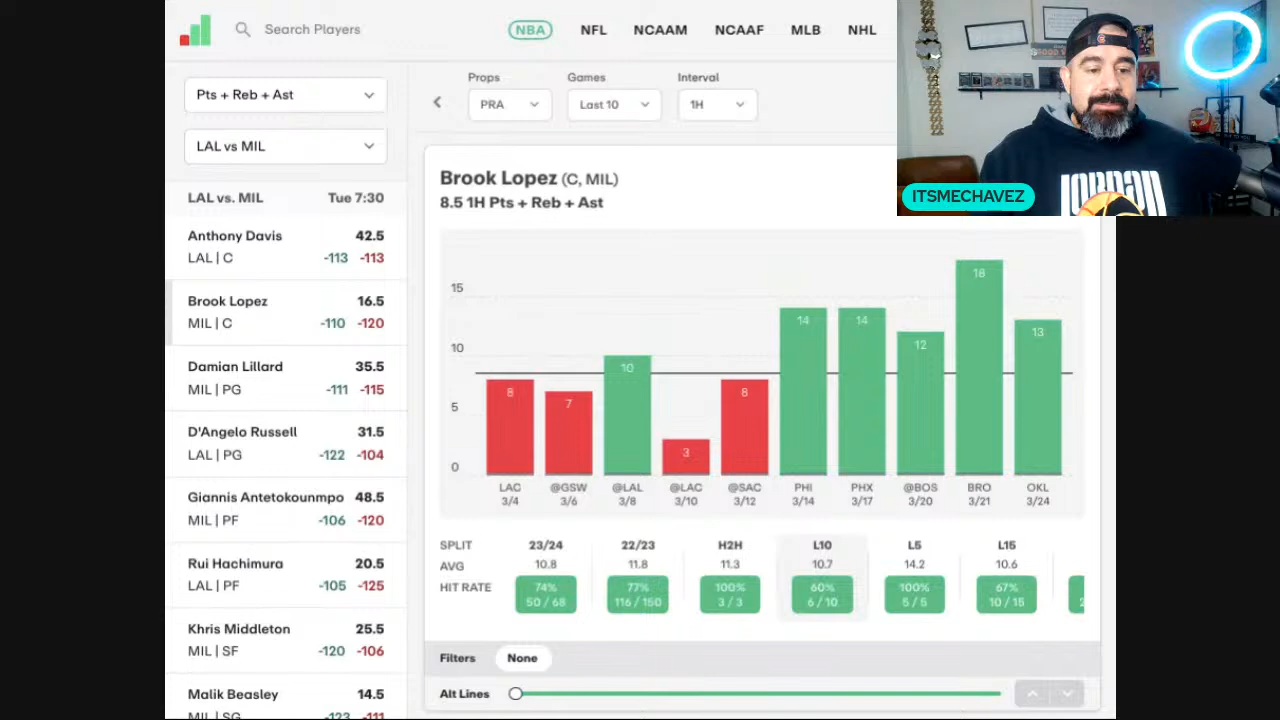 Search Players
NBA NFL NCAAM NCAAF MLB NHL
Pts + Reb + Ast
LAL vs MIL
LAL vs. MIL Tue 7:30
Anthony Davis 42.5
LAL | C -113 -113
Brook Lopez 16.5
MIL | C -110 -120
Damian Lillard 35.5
MIL | PG -111 -115
D'Angelo Russell 31.5
LAL | PG -122 -104
Giannis Antetokounmpo 48.5
MIL | PF -106 -120
Rui Hachimura 20.5
LAL | PF -105 -125
Khris Middleton 25.5
MIL | SF -120 -106
Malik Beasley 14.5
MIL | SG -123 -111
Props Games Interval
PRA Last 10 1H
Brook Lopez (C, MIL)
8.5 1H Pts + Reb + Ast
15
10
5
0
8 7 10 3 8 14 14 12 18 13
LAC @GSW @LAL @LAC @SAC PHI PHX @BOS BRO OKL
3/4 3/6 3/8 3/10 3/12 3/14 3/17 3/20 3/21 3/24
SPLIT 23/24 22/23 H2H L10 L5 L15
AVG 10.8 11.8 11.3 10.7 14.2 10.6
HIT RATE 74% 77% 100% 60% 100% 67%
50 / 68 116 / 150 3 / 3 6 / 10 5 / 5 10 / 15
Filters None
Alt Lines
ITSMECHAVEZ
JORDAN